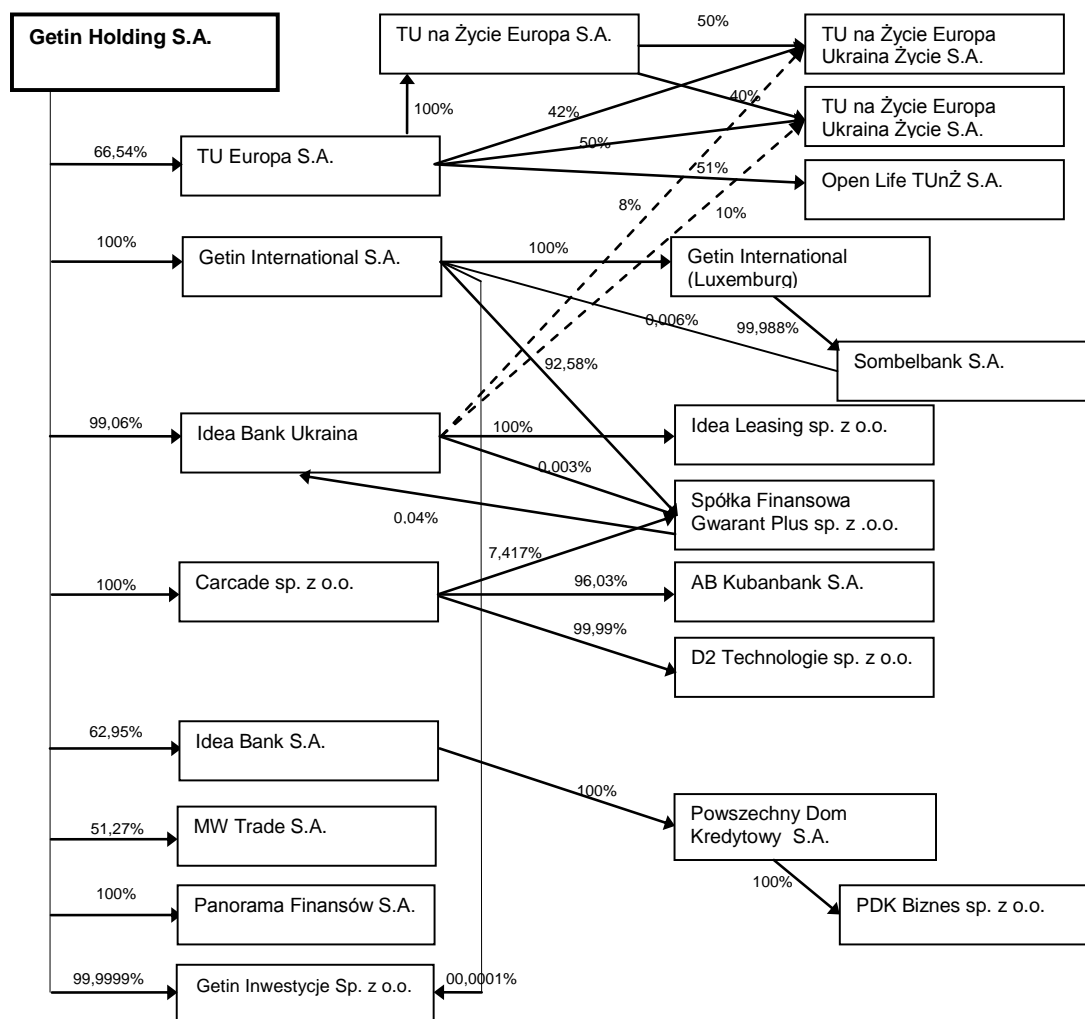 Getin Holding S.A.
TU na Życie Europa S.A.
50%
TU na Życie Europa
Ukraina Życie S.A.
100%
42%
40%
TU na Życie Europa
Ukraina Życie S.A.
66,54%
TU Europa S.A.
50%
51%
Open Life TUnŻ S.A.
8%
10%
100%
Getin International S.A.
100%
Getin International
(Luxemburg)
0,006%
99,988%
Sombelbank S.A.
92,58%
99,06%
Idea Bank Ukraina
100%
Idea Leasing sp. z o.o.
0,003%
0,04%
Spółka Finansowa
Gwarant Plus sp. z .o.o.
7,417%
100%
Carcade sp. z o.o.
96,03%
AB Kubanbank S.A.
99,99%
D2 Technologie sp. z o.o.
62,95%
Idea Bank S.A.
100%
Powszechny Dom
Kredytowy S.A.
51,27%
MW Trade S.A.
100%
PDK Biznes sp. z o.o.
100%
Panorama Finansów S.A.
99,9999%
Getin Inwestycje Sp. z o.o.
00,0001%